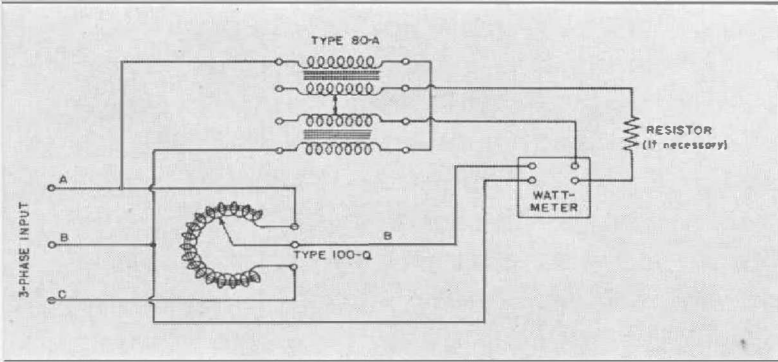 TYPE 80-A
RESISTOR
(If necessary)
WATT-
METER
A
B
C
3-PHASE INPUT
TYPE 100-Q
B